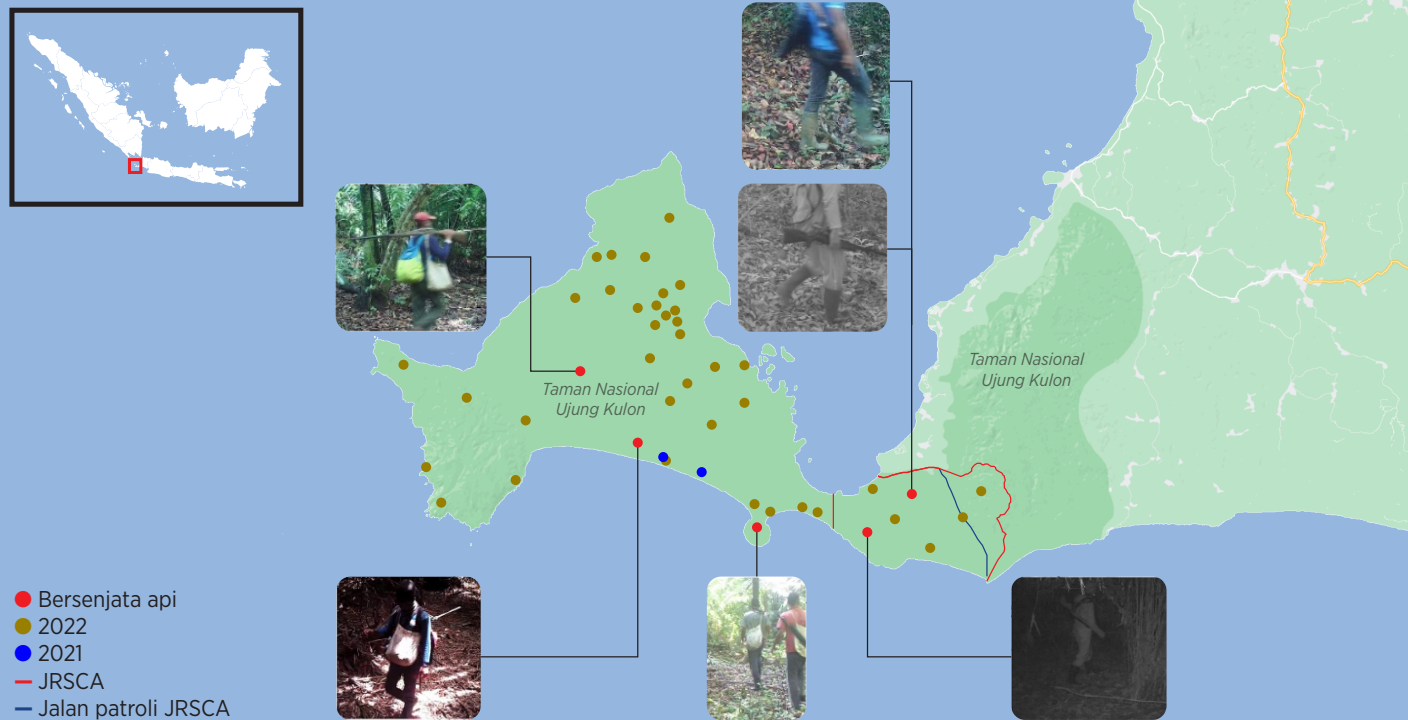 Taman Nasional
Ujung Kulon
Taman Nasional
Ujung Kulon
Bersenjata api
2022
2021
JRSCA
Jalan patroli JRSCA